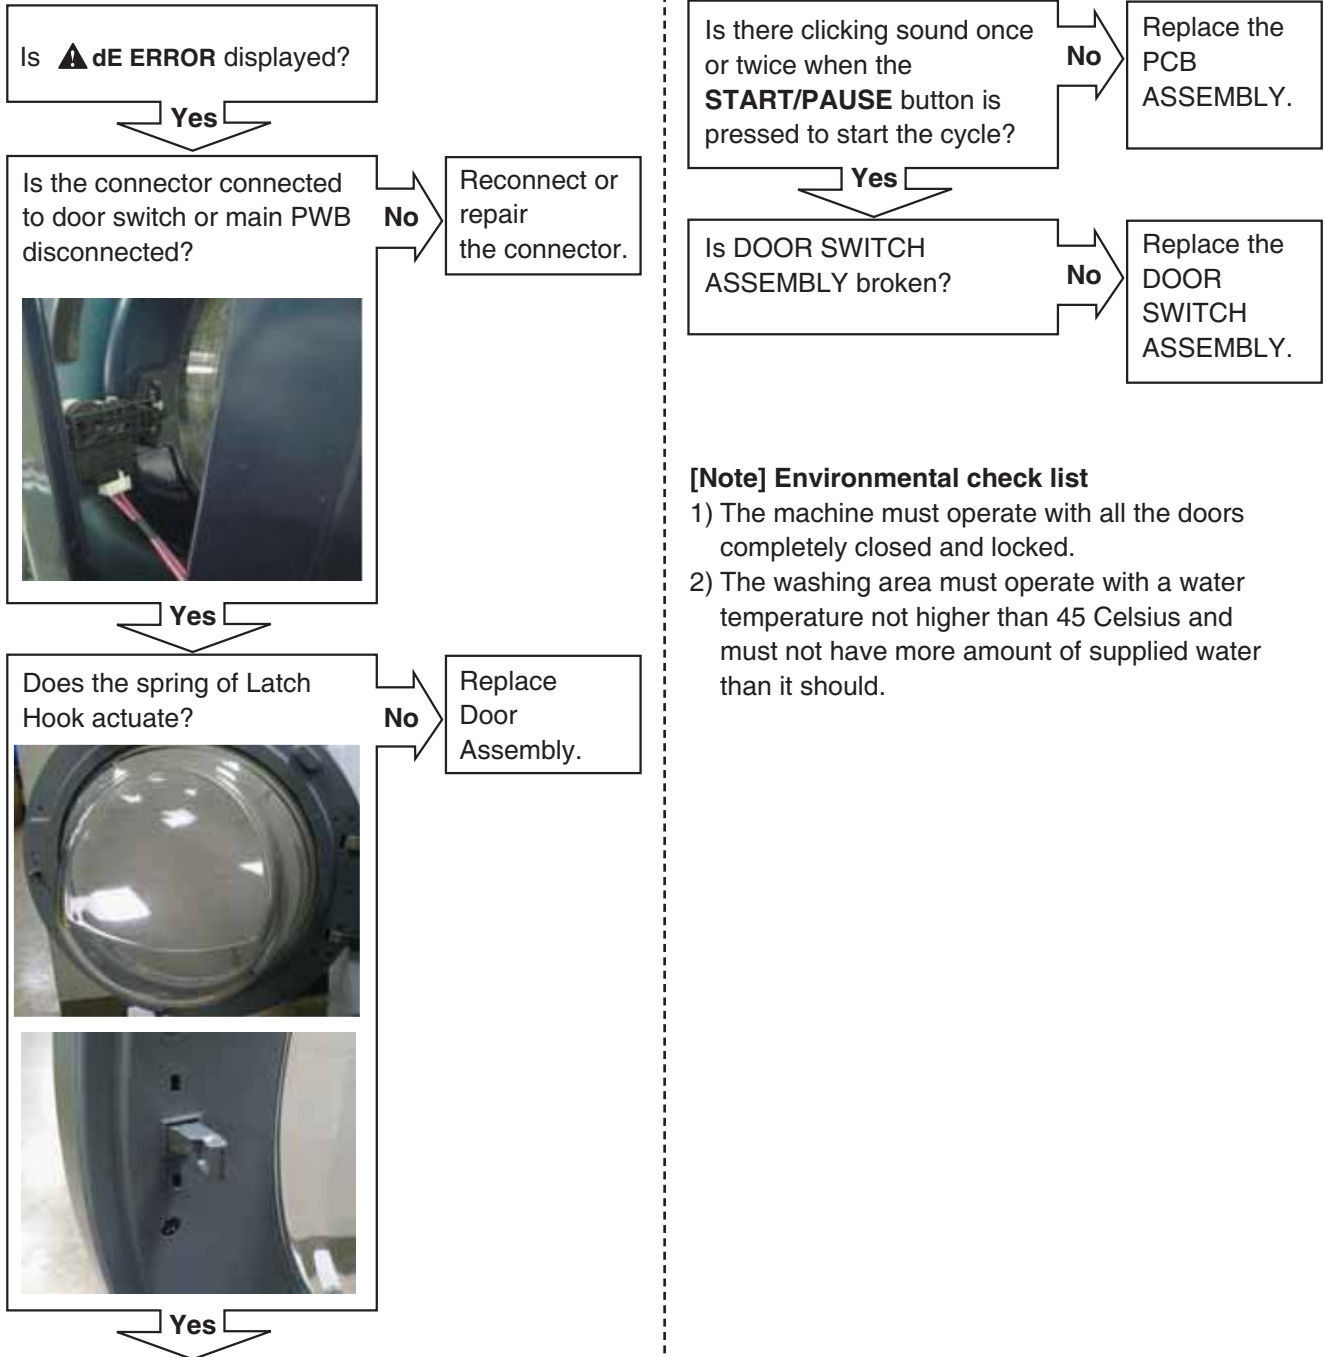 Is ⚠ dE ERROR displayed?
Yes
Is the connector connected
to door switch or main PWB
disconnected?
No
Reconnect or
repair
the connector.
Yes
Does the spring of Latch
Hook actuate?
No
Replace
Door
Assembly.
Yes
Is there clicking sound once
or twice when the
START/PAUSE button is
pressed to start the cycle?
No
Replace the
PCB
ASSEMBLY.
Yes
Is DOOR SWITCH
ASSEMBLY broken?
No
Replace the
DOOR
SWITCH
ASSEMBLY.
[Note] Environmental check list
1) The machine must operate with all the doors
completely closed and locked.
2) The washing area must operate with a water
temperature not higher than 45 Celsius and
must not have more amount of supplied water
than it should.